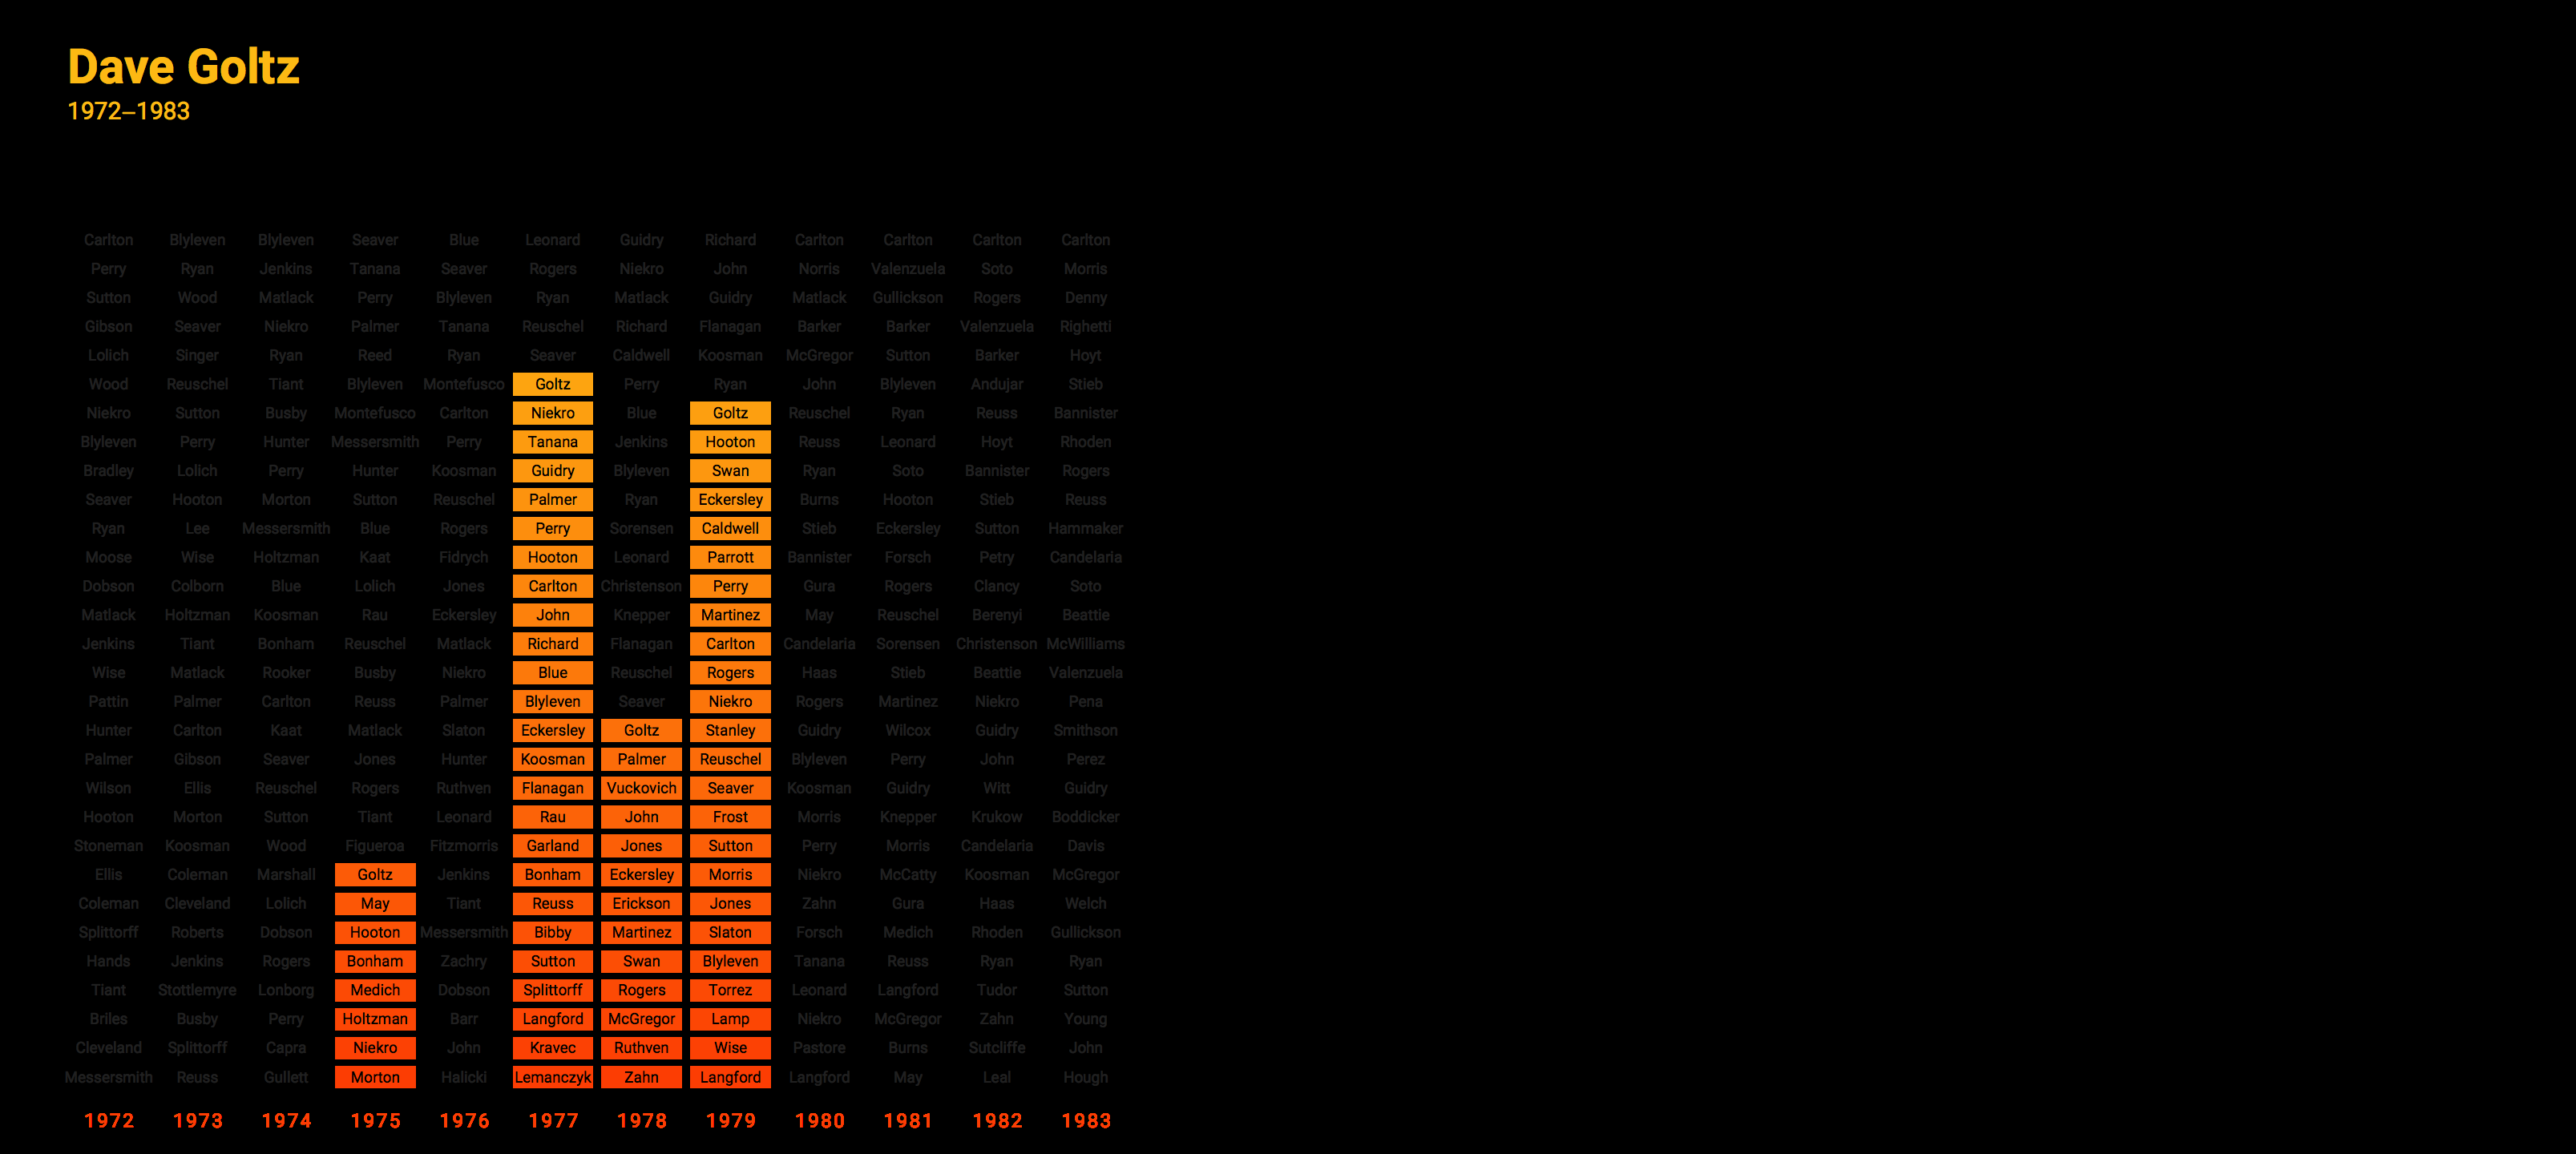 Dave Goltz
1972–1983
Carlton Blyleven Blyleven Seaver Blue Leonard Guidry Richard Carlton Carlton Carlton Carlton
Perry Ryan Jenkins Tanana Seaver Rogers Niekro John Norris Valenzuela Soto Morris
Sutton Wood Matlack Perry Blyleven Ryan Matlack Guidry Matlack Gullickson Rogers Denny
Gibson Seaver Niekro Palmer Tanana Reuschel Richard Flanagan Barker Barker Valenzuela Righetti
Lolich Singer Ryan Reed Ryan Seaver Caldwell Koosman McGregor Sutton Barker Hoyt
Wood Reuschel Tiant Blyleven Montefusco Goltz Perry Ryan John Blyleven Andujar Stieb
Niekro Sutton Busby Montefusco Carlton Niekro Blue Goltz Reuschel Ryan Reuss Bannister
Blyleven Perry Hunter Messersmith Perry Tanana Jenkins Hooton Reuss Leonard Hoyt Rhoden
Bradley Lolich Perry Hunter Koosman Guidry Blyleven Swan Ryan Soto Bannister Rogers
Seaver Hooton Morton Sutton Reuschel Palmer Ryan Eckersley Burns Hooton Stieb Reuss
Ryan Lee Messersmith Blue Rogers Perry Sorensen Caldwell Stieb Eckersley Sutton Hammaker
Moose Wise Holtzman Kaat Fidrych Hooton Leonard Parrott Bannister Forsch Petry Candelaria
Dobson Colborn Blue Lolich Jones Carlton Christenson Perry Gura Rogers Clancy Soto
Matlack Holtzman Koosman Rau Eckersley John Knepper Martinez May Reuschel Berenyi Beattie
Jenkins Tiant Bonham Reuschel Matlack Richard Flanagan Carlton Candelaria Sorensen Christenson McWilliams
Wise Matlack Rooker Busby Niekro Blue Reuschel Rogers Haas Stieb Beattie Valenzuela
Pattin Palmer Carlton Reuss Palmer Blyleven Seaver Niekro Rogers Martinez Niekro Pena
Hunter Carlton Kaat Matlack Slaton Eckersley Goltz Stanley Guidry Wilcox Guidry Smithson
Palmer Gibson Seaver Jones Hunter Koosman Palmer Reuschel Blyleven Perry John Perez
Wilson Ellis Reuschel Rogers Ruthven Flanagan Vuckovich Seaver Koosman Guidry Witt Guidry
Hooton Morton Sutton Tiant Leonard Rau John Frost Morris Knepper Krukow Boddicker
Stoneman Koosman Wood Figueroa Fitzmorris Garland Jones Sutton Perry Morris Candelaria Davis
Ellis Coleman Marshall Goltz Jenkins Bonham Eckersley Morris Niekro McCatty Koosman McGregor
Coleman Cleveland Lolich May Tiant Reuss Erickson Jones Zahn Gura Haas Welch
Splittorff Roberts Dobson Hooton Messersmith Bibby Martinez Slaton Forsch Medich Rhoden Gullickson
Hands Jenkins Rogers Bonham Zachry Sutton Swan Blyleven Tanana Reuss Ryan Ryan
Tiant Stottlemyre Lonborg Medich Dobson Splittorff Rogers Torrez Leonard Langford Tudor Sutton
Briles Busby Perry Holtzman Barr Langford McGregor Lamp Niekro McGregor Zahn Young
Cleveland Splittorff Capra Niekro John Kravec Ruthven Wise Pastore Burns Sutcliffe John
Messersmith Reuss Gullett Morton Halicki Lemanczyk Zahn Langford Langford May Leal Hough
1972 1973 1974 1975 1976 1977 1978 1979 1980 1981 1982 1983